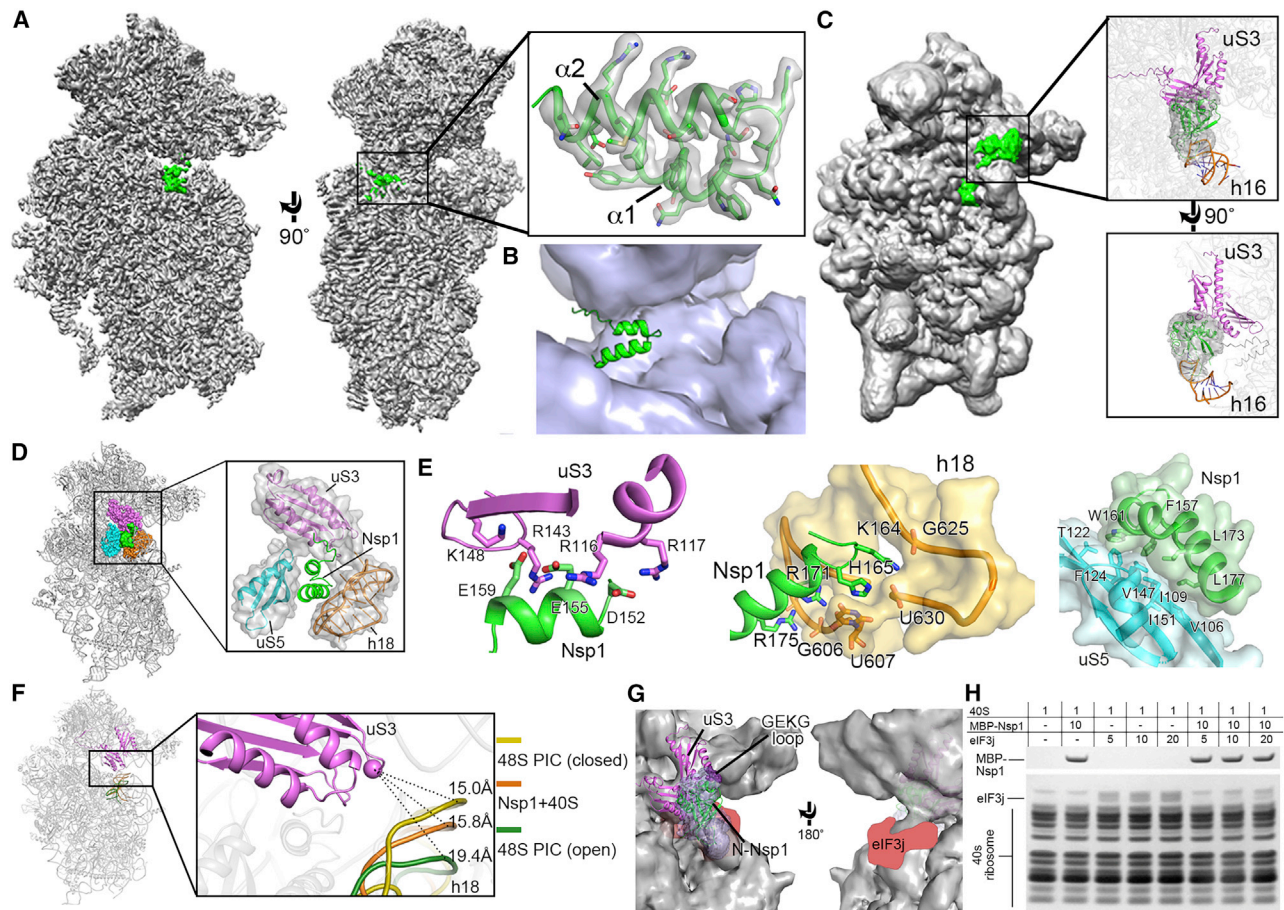 A
90°
α2
α1
B
C
uS3
h16
90°
uS3
h16
D
uS3
Nsp1
uS5
h18
E
uS3
R143
K148
R116
R117
E159
E155
D152
Nsp1
h18
K164
G625
Nsp1
R171
H165
R175
U630
G606
U607
Nsp1
W161
F157
T122
L173
F124
L177
V147
I109
I151
V106
uS5
F
uS3
48S PIC (closed)
15.0Å
Nsp1+40S
15.8Å
48S PIC (open)
19.4Å
h18
G
uS3
GEKG
loop
N-Nsp1
180°
eIF3j
H
40S 1 1 1 1 1 1 1 1
MBP-Nsp1 - 10 - - - 10 10 10
eIF3j - - 5 10 20 5 10 20
MBP-
Nsp1
eIF3j
40s
ribosome